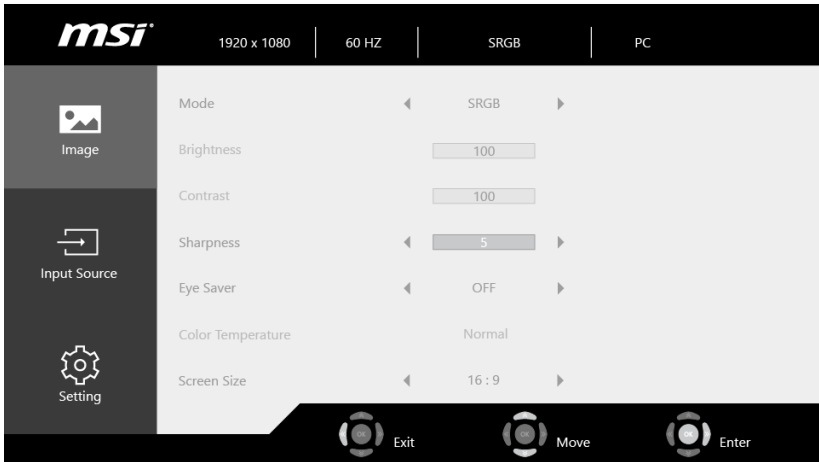 msi
1920 x 1080 60 HZ SRGB PC
Image
Input Source
Setting
Mode SRGB
Brightness 100
Contrast 100
Sharpness 5
Eye Saver OFF
Color Temperature Normal
Screen Size 16 : 9
OK Exit OK Move OK Enter